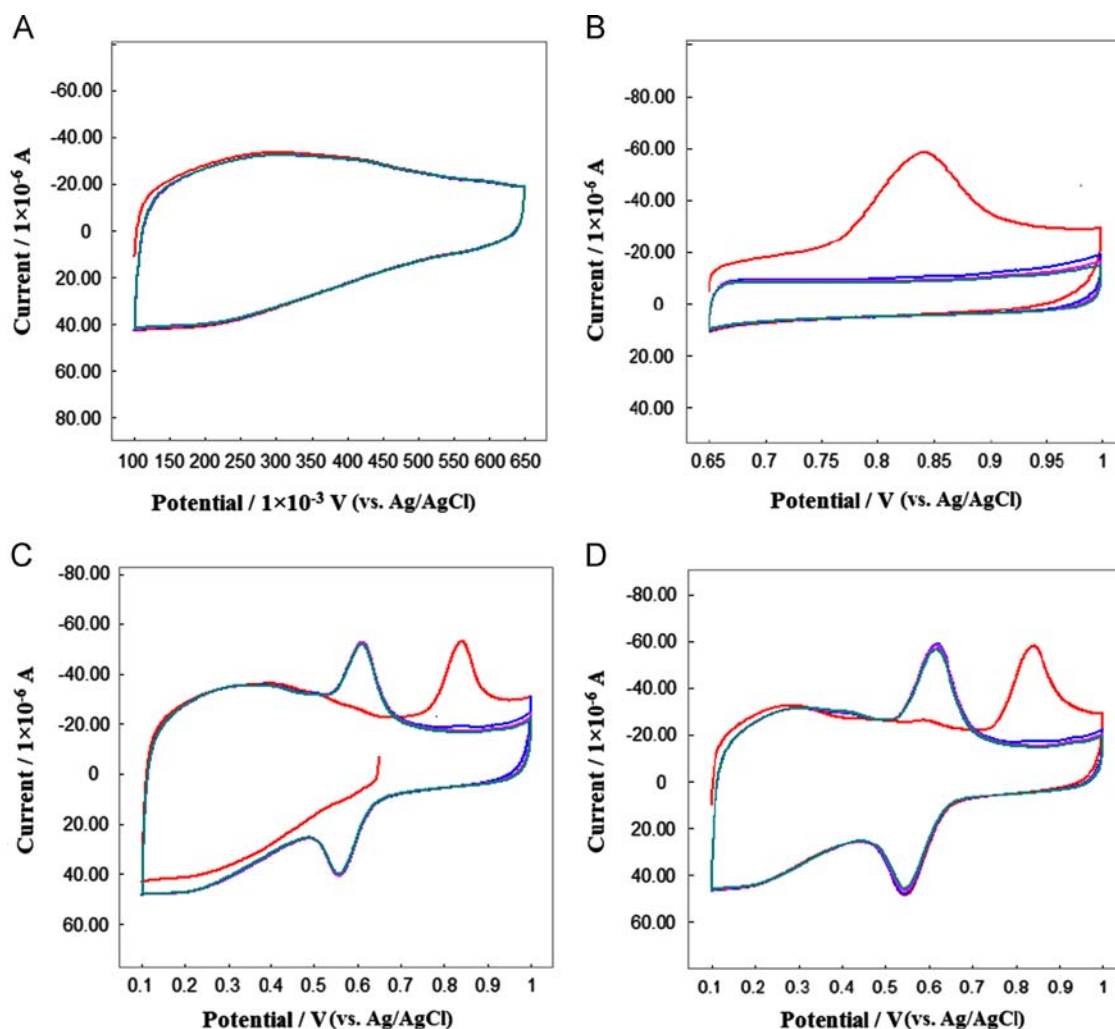 A
-60.00
-40.00
-20.00
0
20.00
40.00
60.00
80.00
Current / 1×10⁻⁶ A
100 150 200 250 300 350 400 450 500 550 600 650
Potential / 1×10⁻³ V (vs. Ag/AgCl)
B
-80.00
-60.00
-40.00
-20.00
0
20.00
40.00
Current / 1×10⁻⁶ A
0.65 0.7 0.75 0.8 0.85 0.9 0.95 1
Potential / V (vs. Ag/AgCl)
C
-80.00
-60.00
-40.00
-20.00
0
20.00
40.00
60.00
Current / 1×10⁻⁶ A
0.1 0.2 0.3 0.4 0.5 0.6 0.7 0.8 0.9 1
Potential / V (vs. Ag/AgCl)
D
-80.00
-60.00
-40.00
-20.00
0
20.00
40.00
60.00
Current / 1×10⁻⁶ A
0.1 0.2 0.3 0.4 0.5 0.6 0.7 0.8 0.9 1
Potential / V (vs. Ag/AgCl)